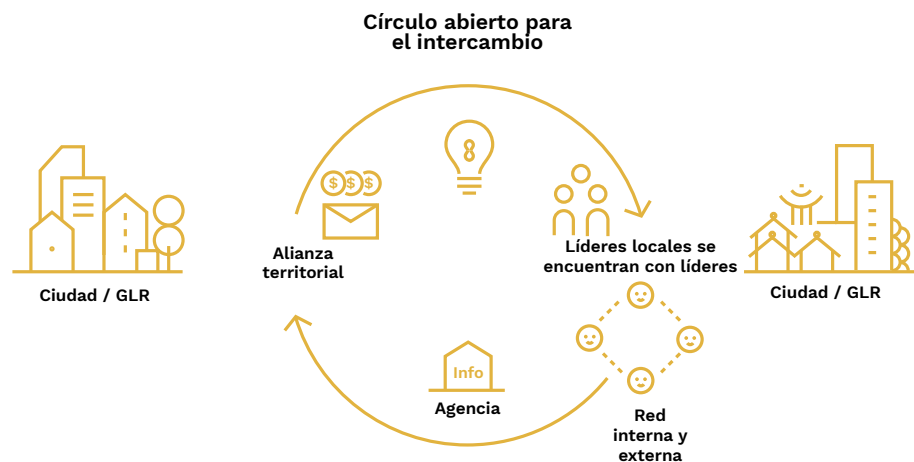 Círculo abierto para
el intercambio
$ $ $
Alianza
territorial
Líderes locales se
encuentran con líderes
Ciudad / GLR
Ciudad / GLR
Info
Agencia
Red
interna y
externa